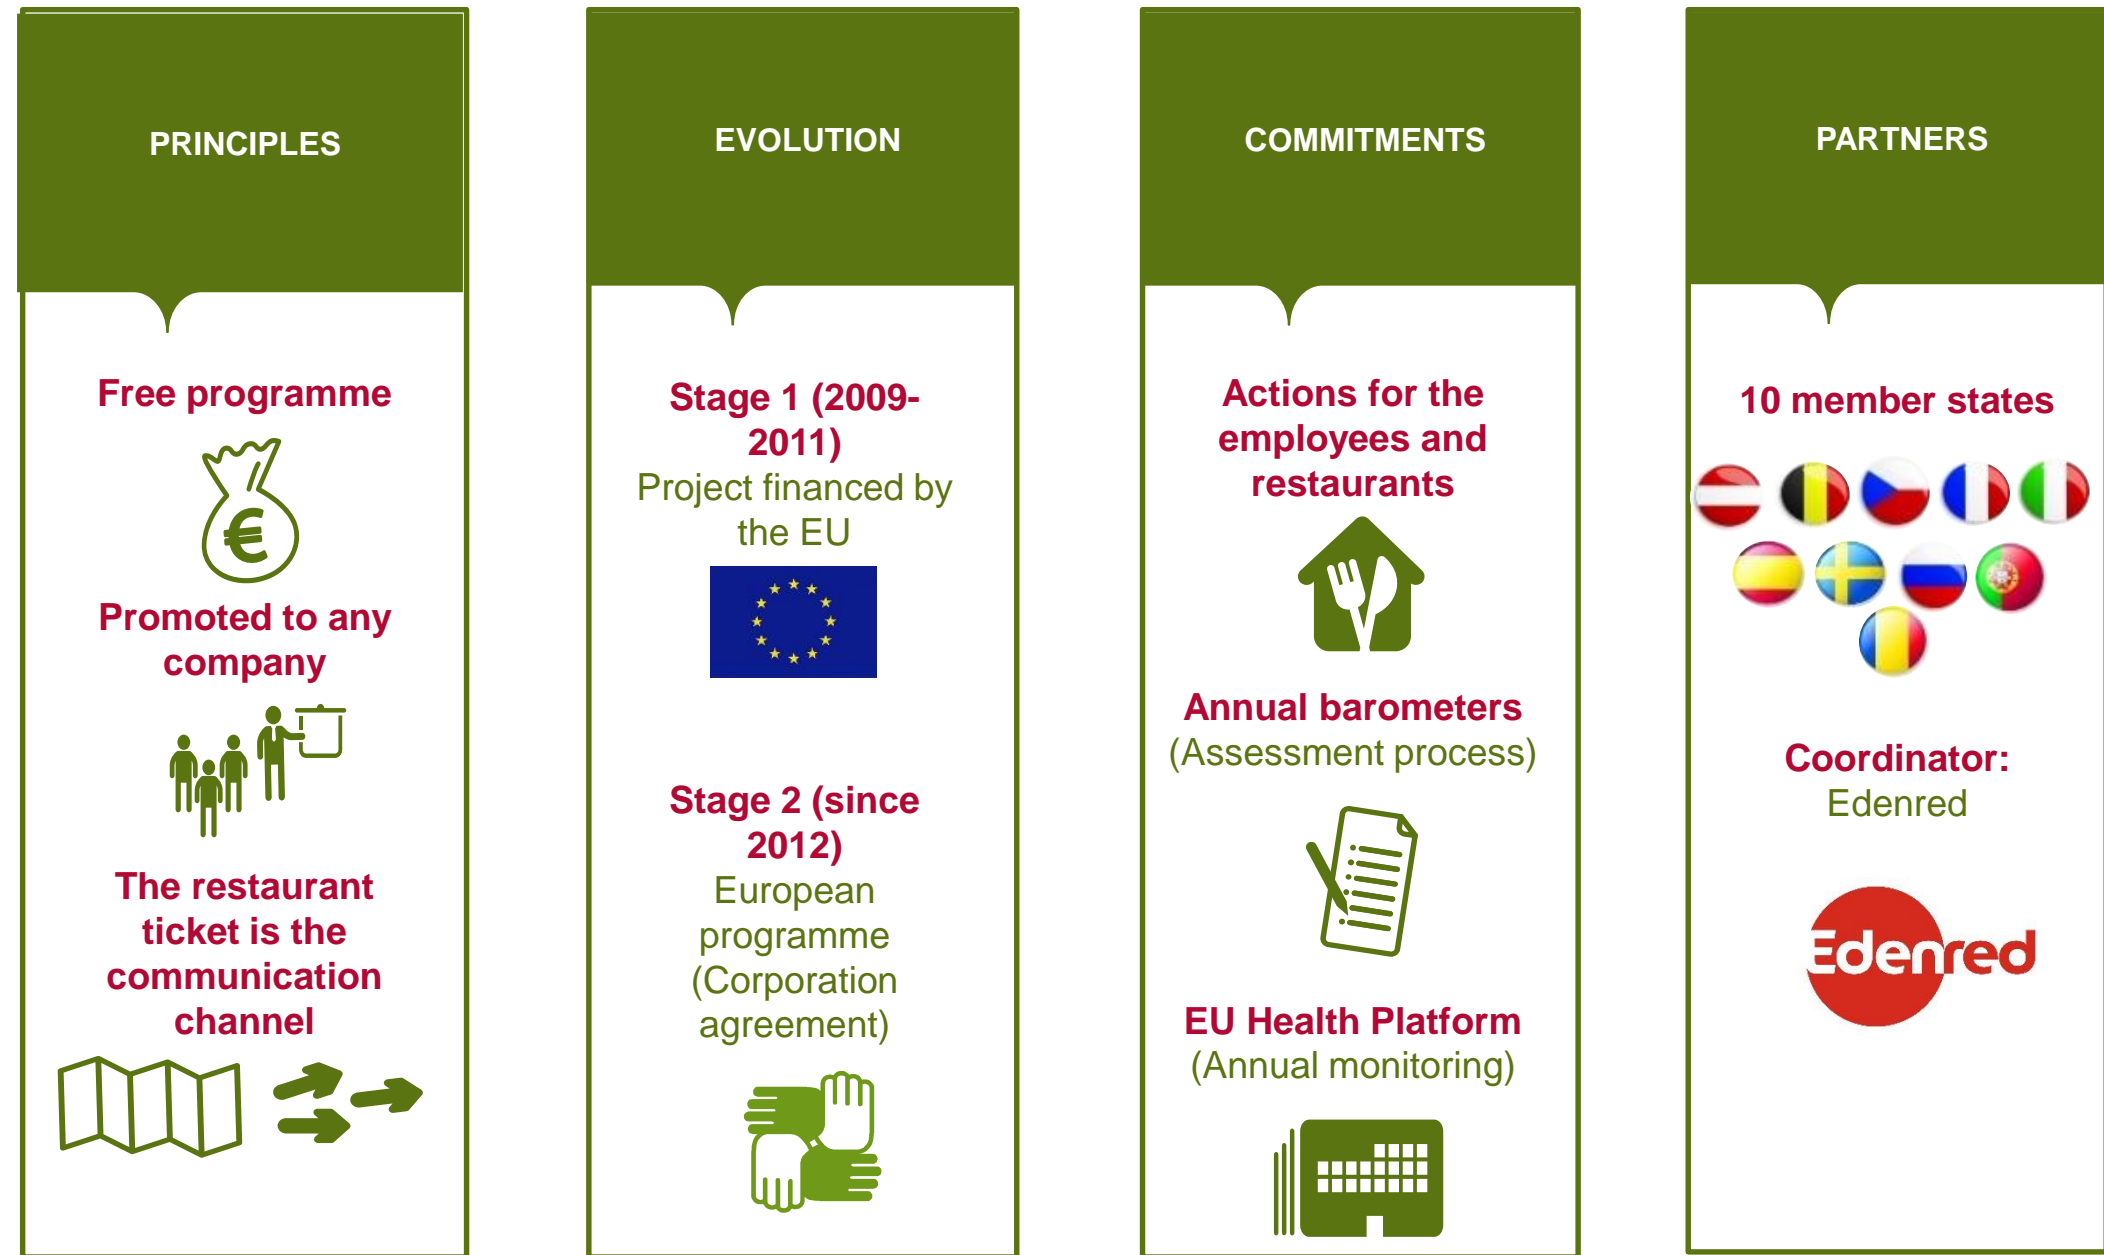 PRINCIPLES
Free programme
€
Promoted to any
company
The restaurant
ticket is the
communication
channel
EVOLUTION
Stage 1 (2009-
2011)
Project financed by
the EU
Stage 2 (since
2012)
European
programme
(Corporation
agreement)
COMMITMENTS
Actions for the
employees and
restaurants
Annual barometers
(Assessment process)
EU Health Platform
(Annual monitoring)
PARTNERS
10 member states
Coordinator:
Edenred
Edenred